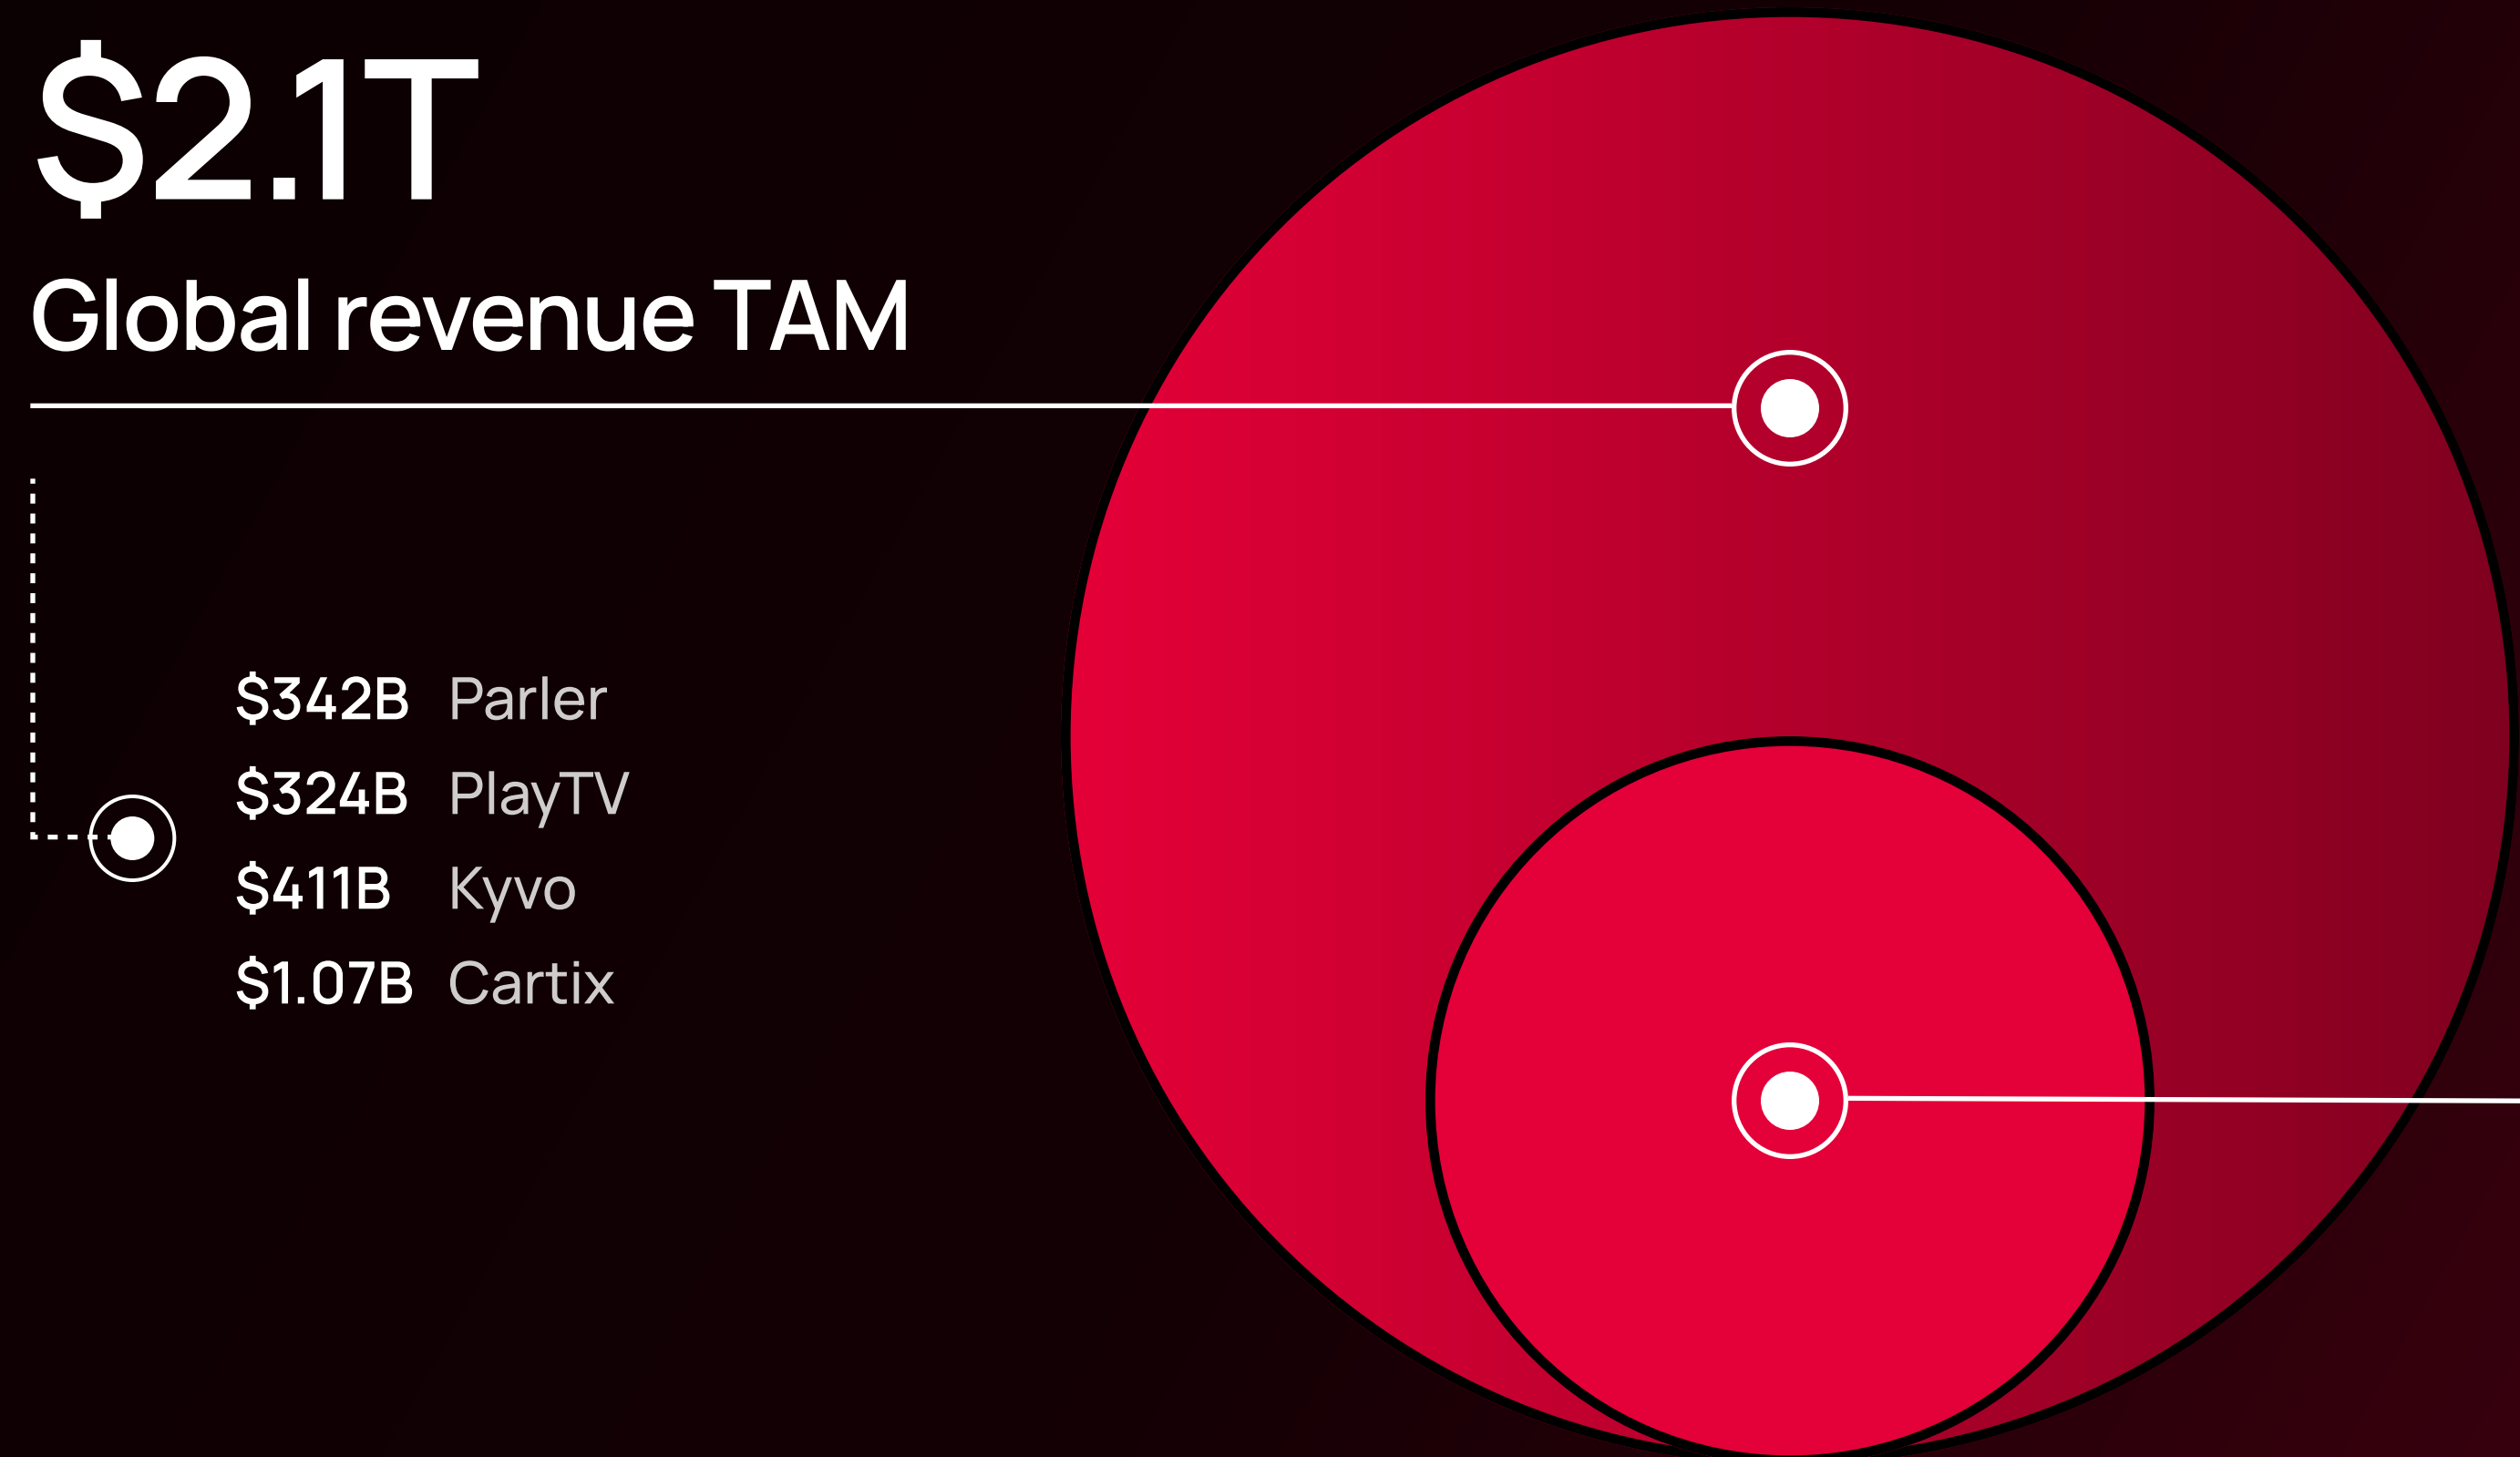 $2.1T
Global revenue TAM
$342B Parler
$324B PlayTV
$411B Kyvo
$1.07B Cartix